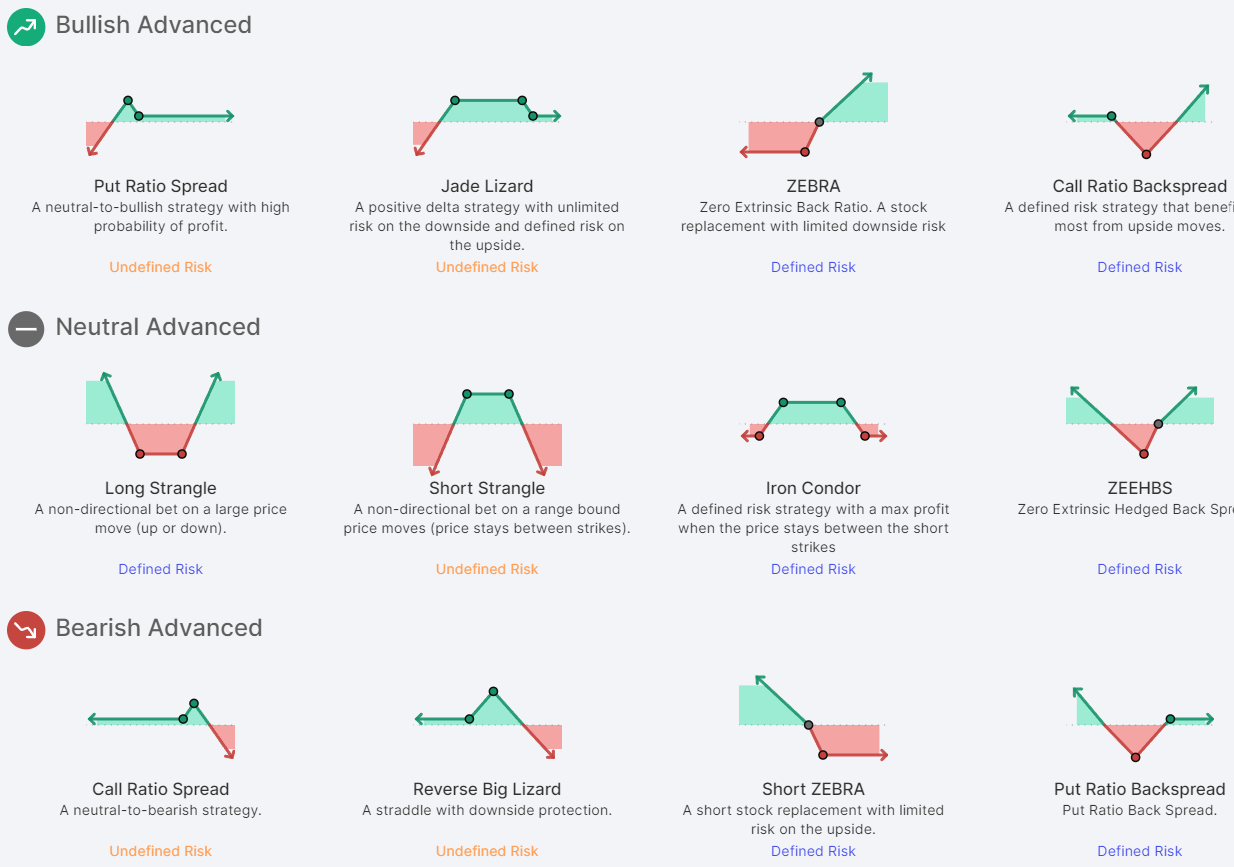 Bullish Advanced
Put Ratio Spread
A neutral-to-bullish strategy with high
probability of profit.
Undefined Risk
Jade Lizard
A positive delta strategy with unlimited
risk on the downside and defined risk on
the upside.
Undefined Risk
ZEBRA
Zero Extrinsic Back Ratio. A stock
replacement with limited downside risk
Defined Risk
Call Ratio Backspread
A defined risk strategy that
most from upside moves.
Defined Risk
Neutral Advanced
Long Strangle
A non-directional bet on a large price
move (up or down).
Defined Risk
Short Strangle
A non-directional bet on a range bound
price moves (price stays between strikes).
Undefined Risk
Iron Condor
A defined risk strategy with a max profit
when the price stays between the short
strikes
Defined Risk
ZEEHBS
Zero Extrinsic Hedged Back
Defined Risk
Bearish Advanced
Call Ratio Spread
A neutral-to-bearish strategy.
Undefined Risk
Reverse Big Lizard
A straddle with downside protection.
Undefined Risk
Short ZEBRA
A short stock replacement with limited
risk on the upside.
Defined Risk
Put Ratio Backspread
Put Ratio Back Spread.
Defined Risk